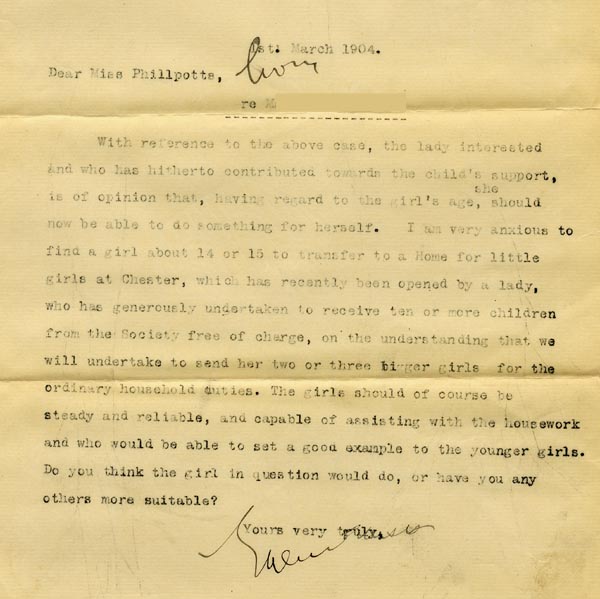 1st. March 1904.
Dear Miss Phillpotts,
re M
With reference to the above case, the lady interested
and who has hitherto contributed towards the child's support,
she
is of opinion that, having regard to the girl's age, should
now be able to do something for herself. I am very anxious to
find a girl about 14 or 15 to transfer to a Home for little
girls at Chester, which has recently been opened by a lady,
who has generously undertaken to receive ten or more children
from the Society free of charge, on the understanding that we
will undertake to send her two or three bigger girls for the
ordinary household duties. The girls should of course be
steady and reliable, and capable of assisting with the housework
and who would be able to set a good example to the younger girls.
Do you think the girl in question would do, or have you any
others more suitable?
Yours very truly,